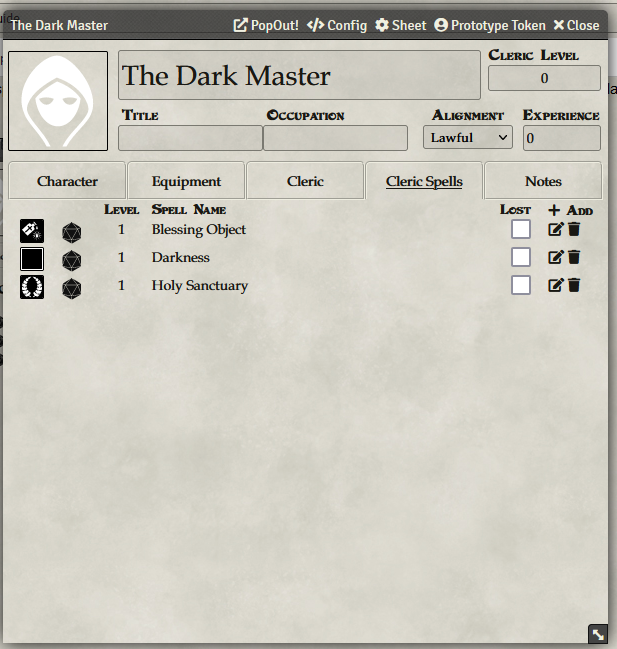 The Dark Master PopOut! Config Sheet Prototype Token Close
The Dark Master
Cleric Level
0
Title Occupation Alignment Experience
Lawful 0
Character Equipment Cleric Cleric Spells Notes
Level Spell Name Lost + Add
1 Blessing Object
1 Darkness
1 Holy Sanctuary